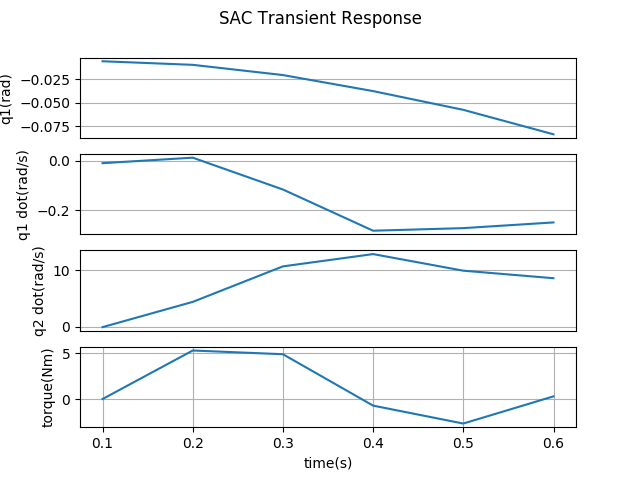 SAC Transient Response
q1(rad)
−0.025
−0.050
−0.075
q1 dot(rad/s)
0.0
−0.2
q2 dot(rad/s)
10
0
torque(Nm)
5
0
0.1 0.2 0.3 0.4 0.5 0.6
time(s)